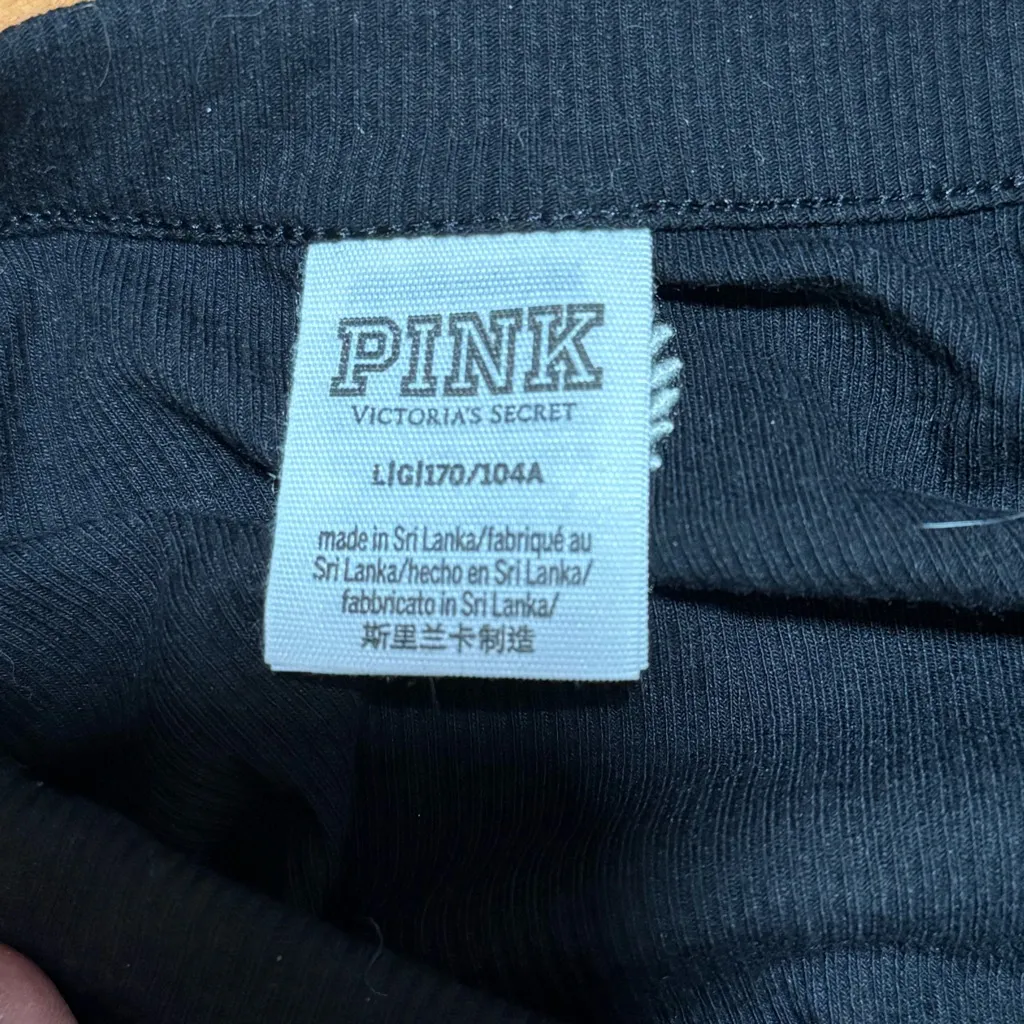 PINK
VICTORIA'S SECRET
L|G|170/104A
made in Sri Lanka/fabriqué au
Sri Lanka/hecho en Sri Lanka/
fabbricato in Sri Lanka/
斯里兰卡制造